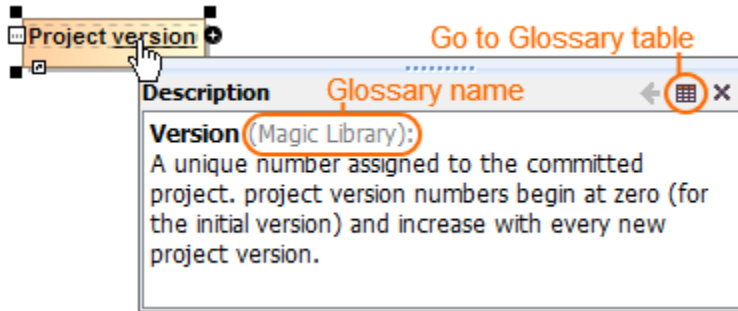 Project version
Go to Glossary table
Description
Glossary name
Version (Magic Library):
A unique number assigned to the committed
project. project version numbers begin at zero (for
the initial version) and increase with every new
project version.